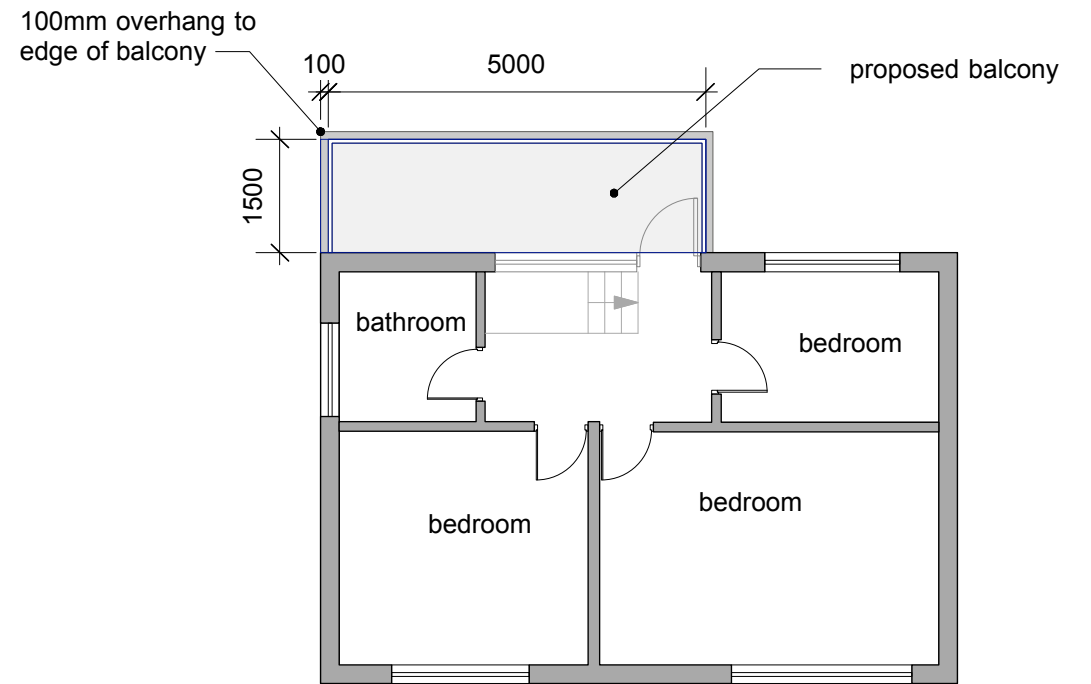 100mm overhang to
edge of balcony
100
5000
proposed balcony
1500
bathroom
bedroom
bedroom
bedroom